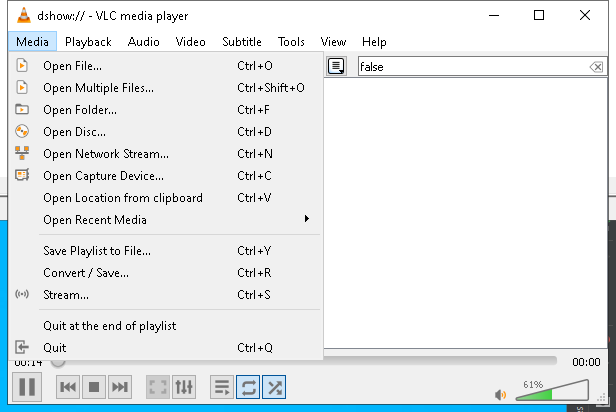 dshow:// - VLC media player
Media Playback Audio Video Subtitle Tools View Help
Open File... Ctrl+O
false
Open Multiple Files... Ctrl+Shift+O
Open Folder... Ctrl+F
Open Disc... Ctrl+D
Open Network Stream... Ctrl+N
Open Capture Device... Ctrl+C
Open Location from clipboard Ctrl+V
Open Recent Media
Save Playlist to File... Ctrl+Y
Convert / Save... Ctrl+R
Stream... Ctrl+S
Quit at the end of playlist
Quit Ctrl+Q
00:14 00:00
61%